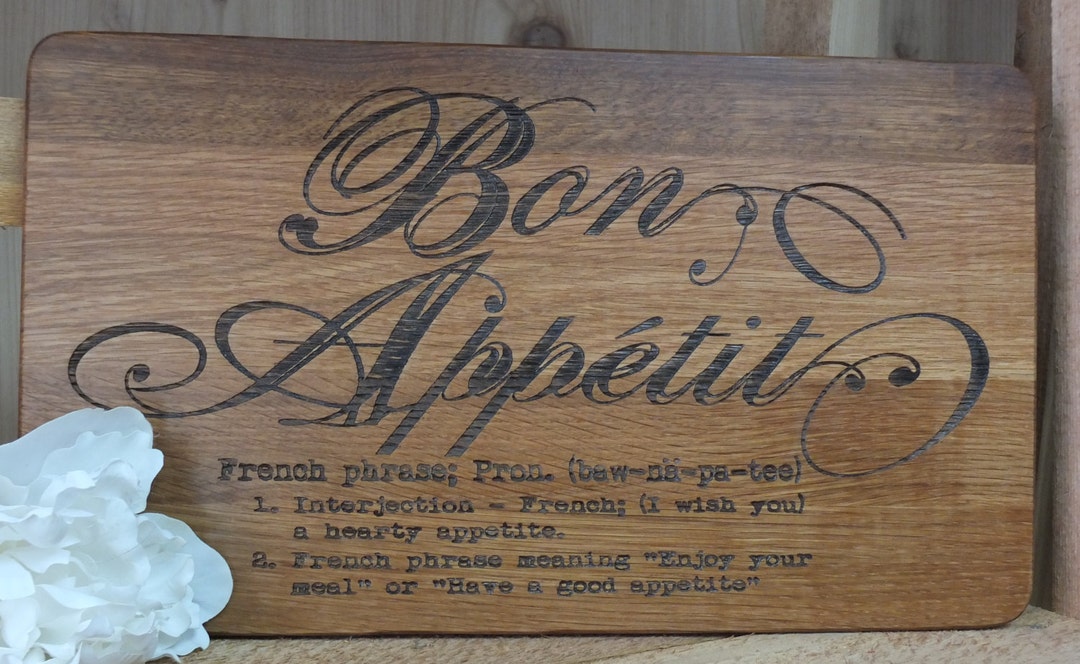 Bon
Appétit
French phrase; Pron. (baw-nä-pa-tee)
1. Interjection - French; (I wish you)
a hearty appetite.
2. French phrase meaning "Enjoy your
meal" or "Have a good appetite"